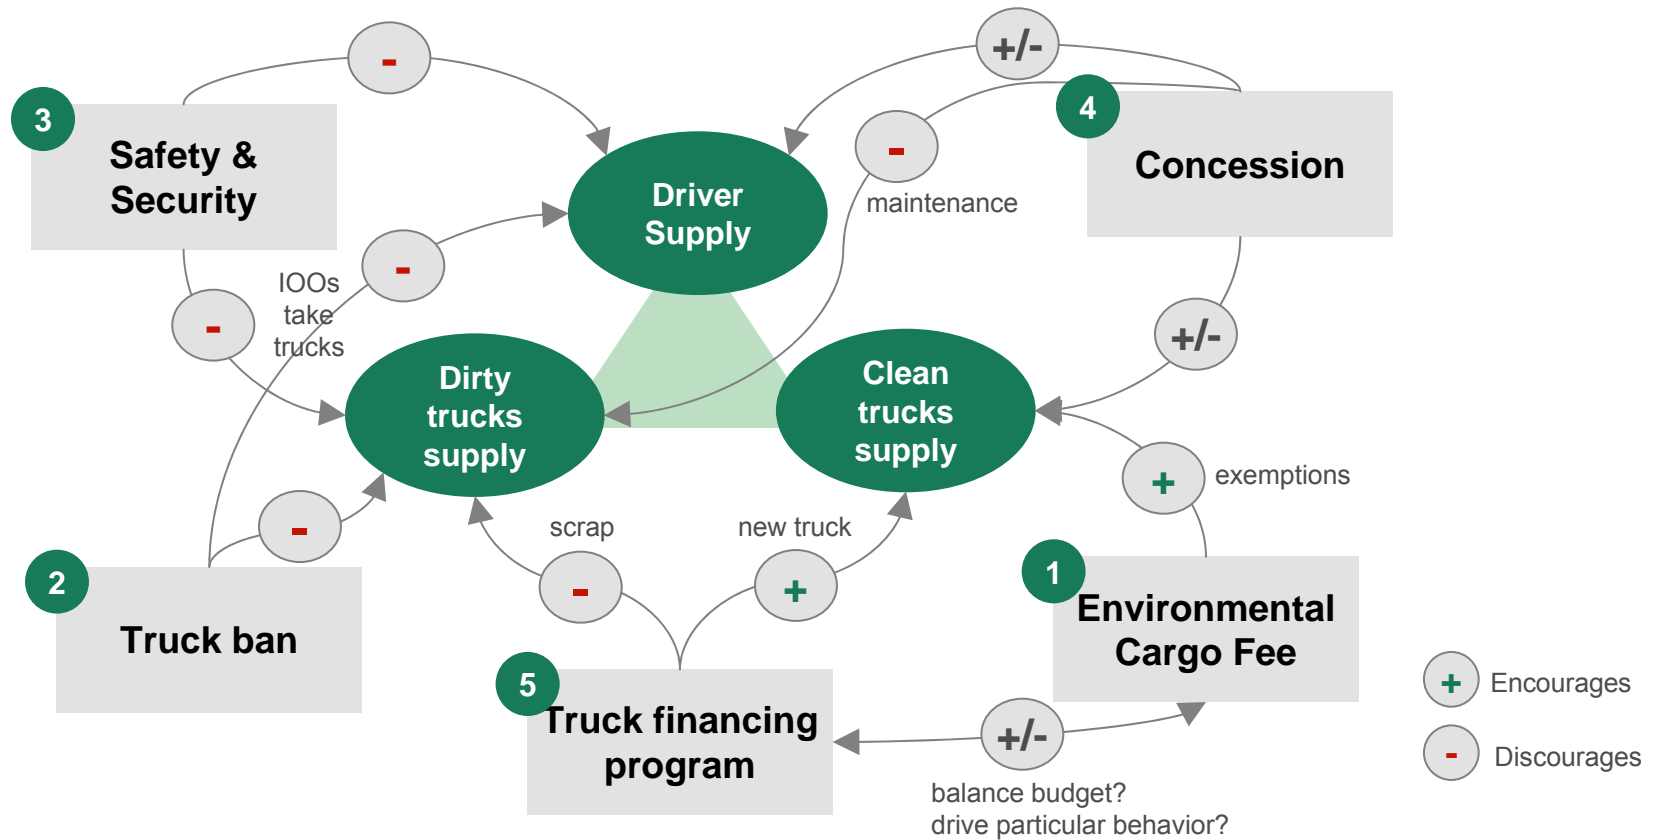 3
Safety &
Security
-
-
+/-
4
Concession
-
maintenance
Driver
Supply
-
IOOs
take
trucks
+/-
Dirty
trucks
supply
Clean
trucks
supply
+
exemptions
-
2
Truck ban
scrap
-
new truck
+
1
Environmental
Cargo Fee
5
Truck financing
program
+/-
balance budget?
drive particular behavior?
+ Encourages
- Discourages